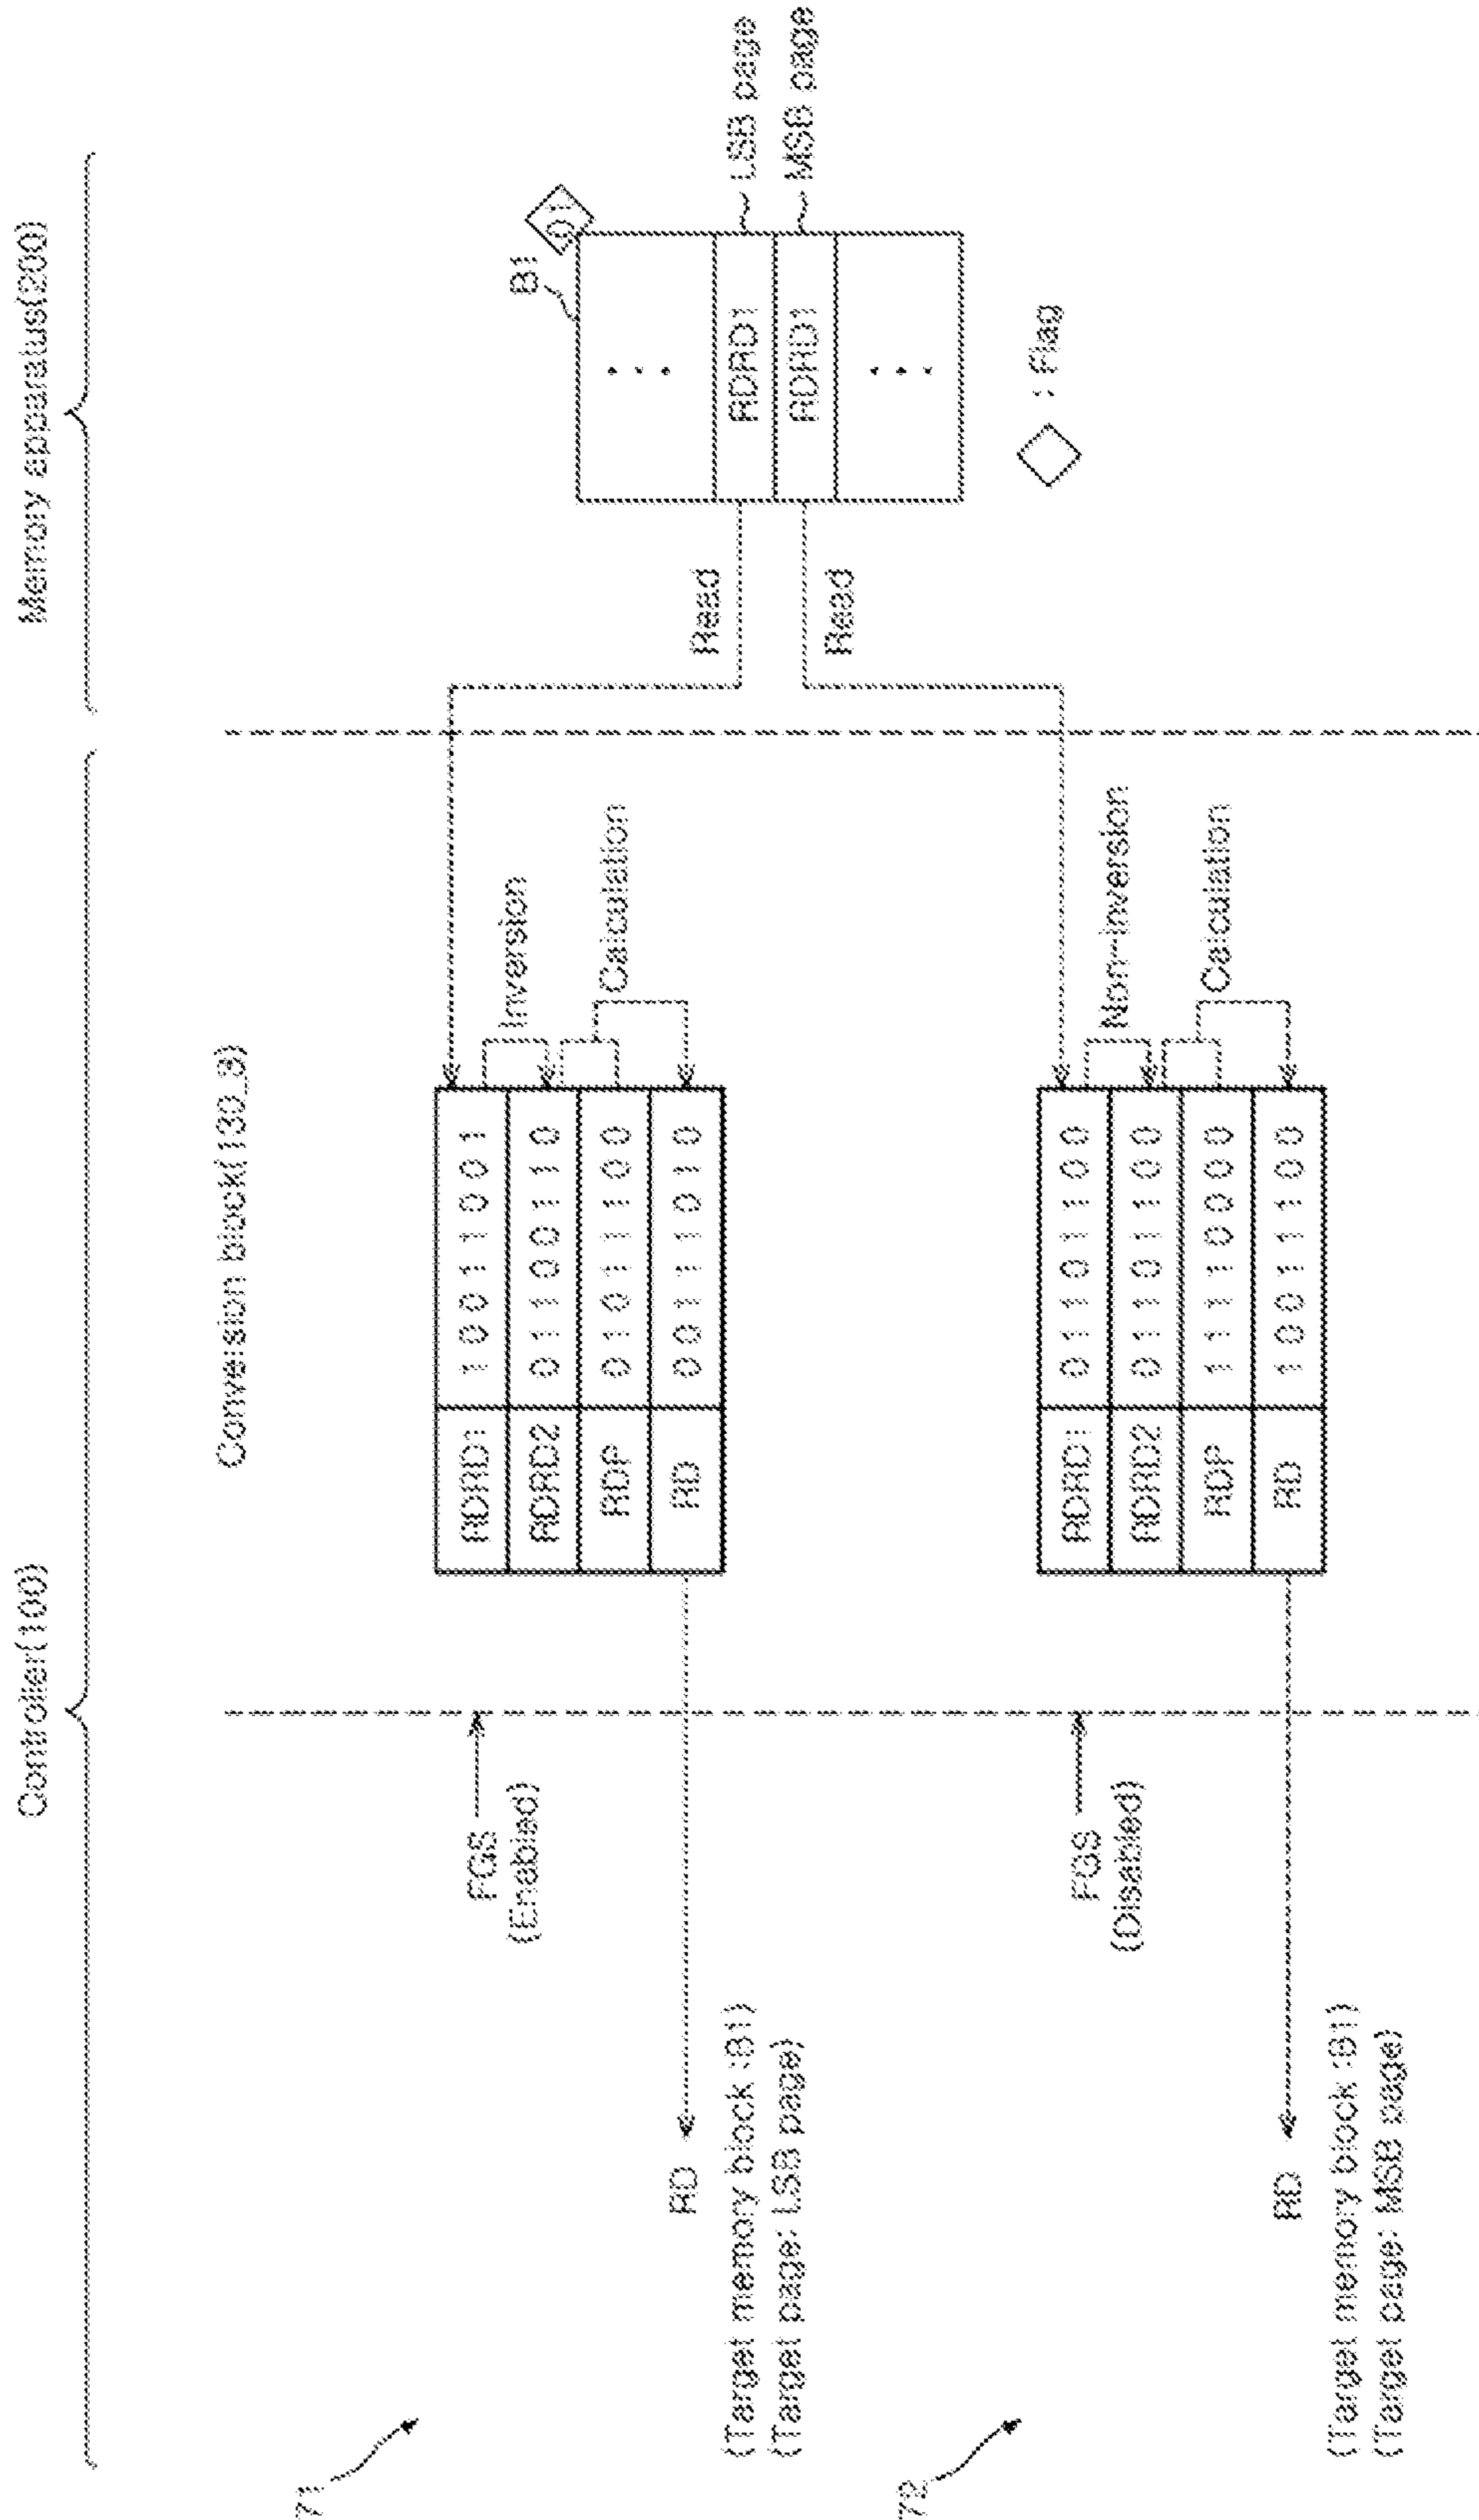 Controller(100)
Memory apparatus(200)
Conversion block(130_3)
71
FGS
(Enabled)
RDRD1 1 0 0 1 1 0 0 1
RDRD2 0 1 1 0 0 1 1 0
RDP 0 1 0 1 1 1 0 0
RD 0 0 1 1 1 0 1 0
Inversion
Calculation
Read
RD
(Target memory block :B1)
(Target page: LSB page)
B1
01
RDRD1
LSB page
RDRD1
MSB page
: Flag
72
FGS
(Disabled)
RDRD1 0 1 1 0 1 1 0 0
RDRD2 0 1 1 0 1 1 0 0
RDP 1 1 1 1 0 0 0 0
RD 1 0 0 1 1 1 0 0
Non-inversion
Calculation
Read
RD
(Target memory block :B1)
(Target page: MSB page)